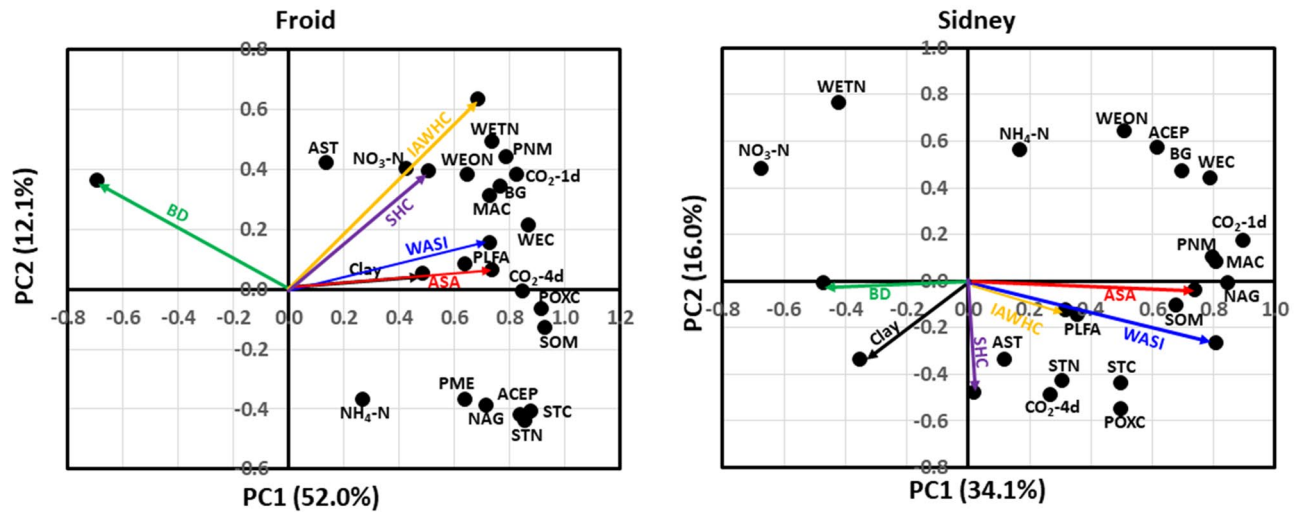 Froid
0.8
0.6
0.4
0.2
0.0
-0.2
-0.4
-0.6
-0.8 -0.6 -0.4 -0.2 0.0 0.2 0.4 0.6 0.8 1.0 1.2
PC2 (12.1%)
PC1 (52.0%)
BD
AST
NO₃-N
IAWHC
SHC
WETN
WEON
PNM
CO₂-1d
BG
MAC
WEC
WASI
PLFA
Clay
ASA
CO₂-4d
POXC
SOM
NH₄-N
PME
NAG
ACEP
STC
STN
Sidney
1.0
0.8
0.6
0.4
0.2
0.0
-0.2
-0.4
-0.6
-0.8
-0.8 -0.6 -0.4 -0.2 0.0 0.2 0.4 0.6 0.8 1.0
PC2 (16.0%)
PC1 (34.1%)
WETN
NO₃-N
NH₄-N
WEON
ACEP
BG
WEC
CO₂-1d
PNM
MAC
NAG
BD
ASA
SOM
IAWHC
PLFA
WASI
Clay
SHC
AST
STN
CO₂-4d
STC
POXC